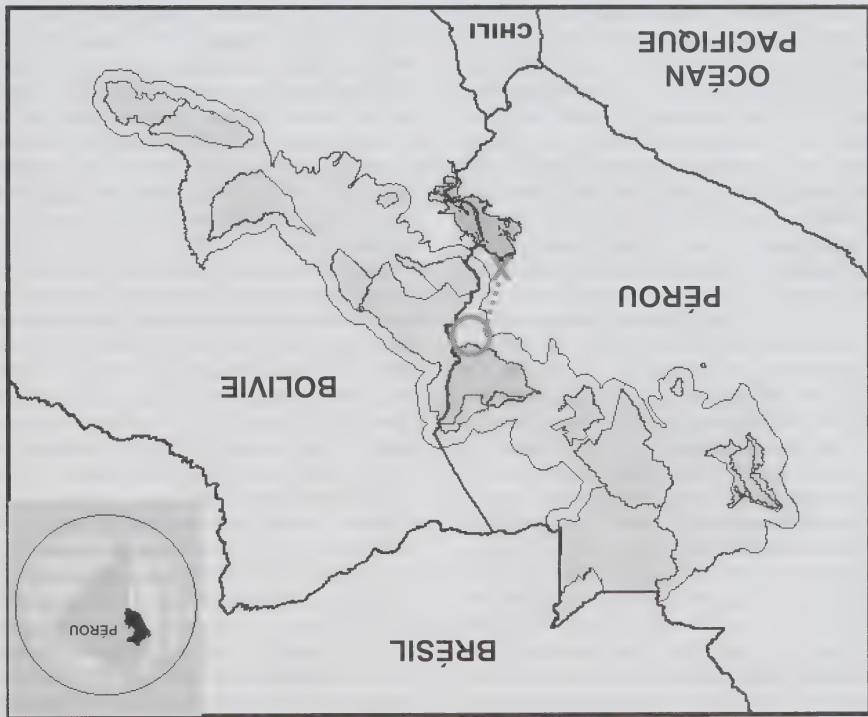 BRÉSIL
PÉROU
BOLIVIE
PÉROU
OCÉAN
PACIFIQUE
CHILI